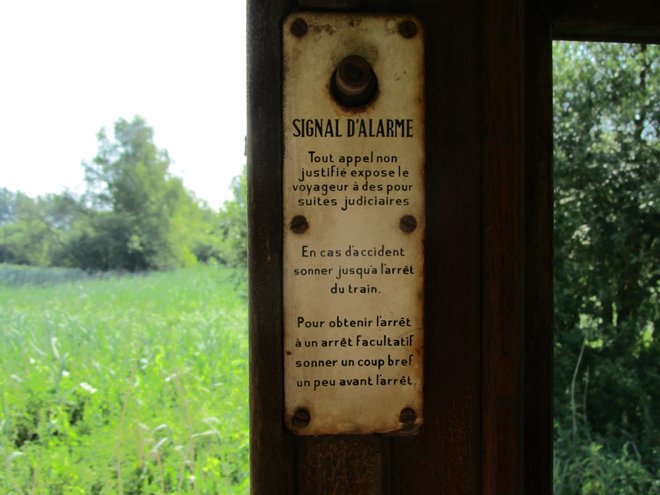 SIGNAL D'ALARME
Tout appel non
justifié expose le
voyageur à des pour
suites judiciaires
En cas d'accident
sonner jusqu'a l'arrêt
du train.
Pour obtenir l'arrêt
à un arrêt facultatif
sonner un coup bref
un peu avant l'arrêt